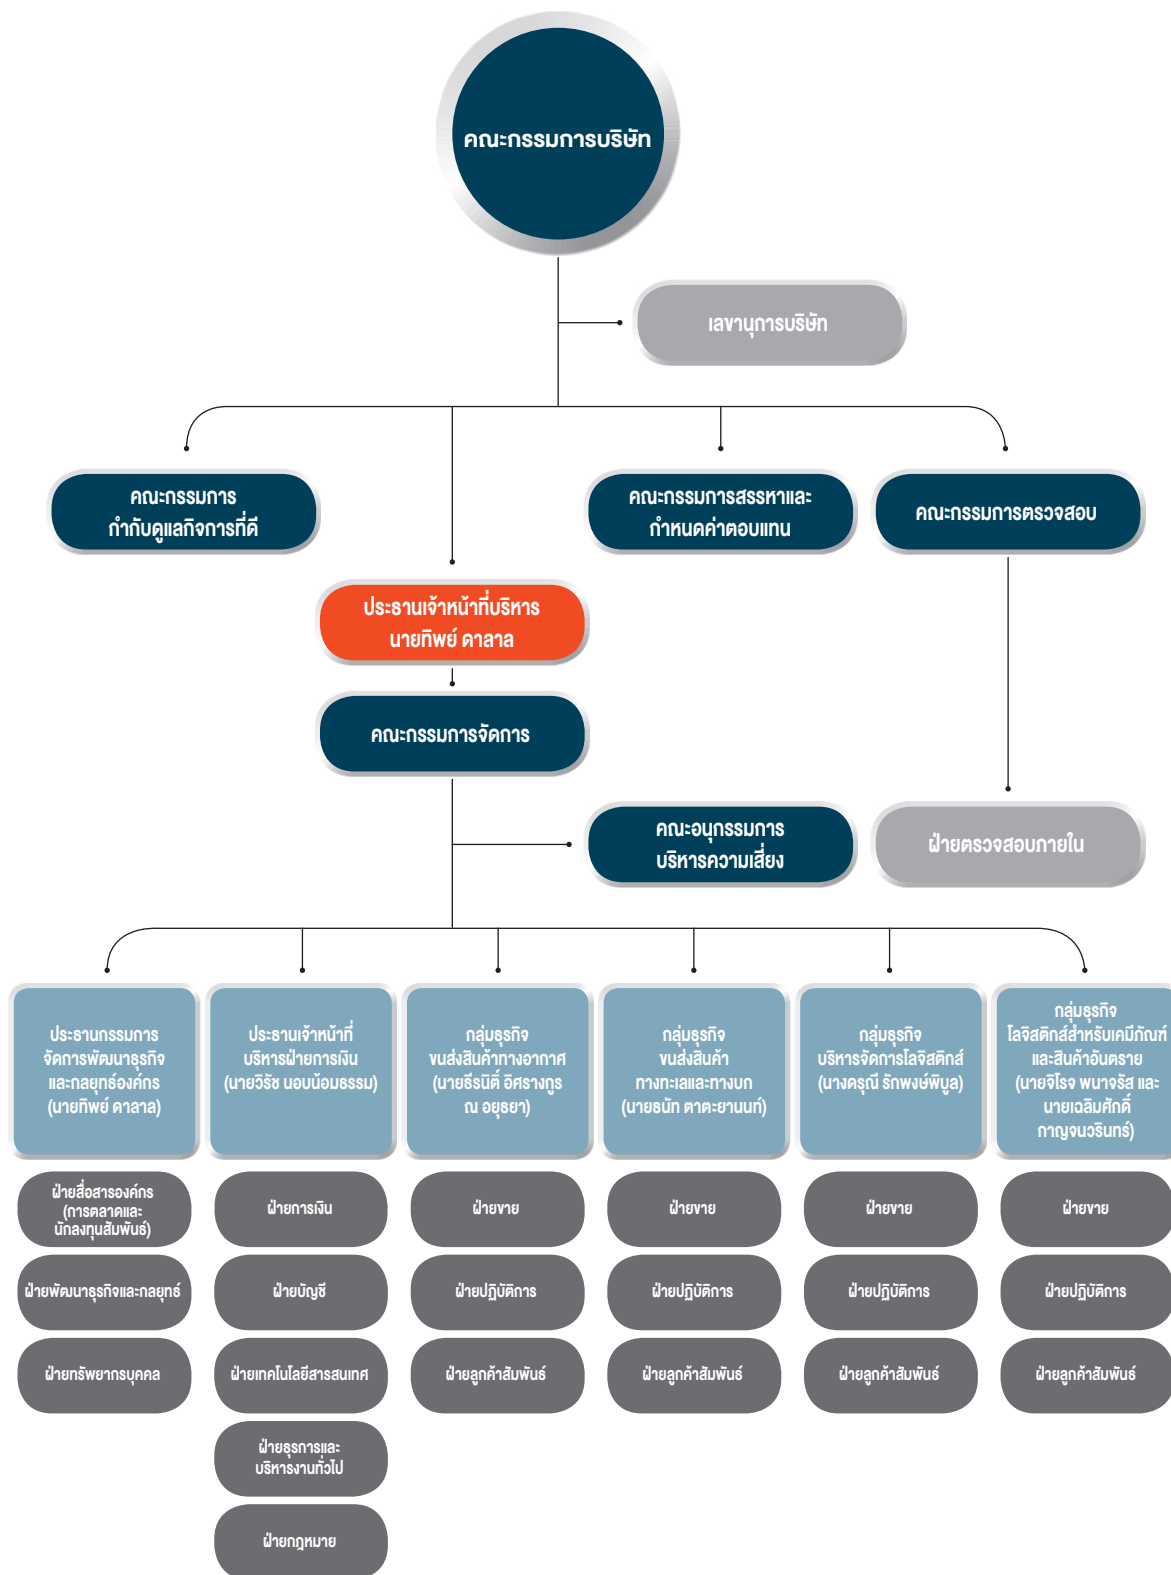 คณะกรรมการบริษัท
เลขานุการบริษัท
คณะกรรมการ
กำกับดูแลกิจการที่ดี
คณะกรรมการสรรหาและ
กำหนดค่าตอบแทน
คณะกรรมการตรวจสอบ
ประธานเจ้าหน้าที่บริหาร
นายทิพย์ ดาลาล
คณะกรรมการจัดการ
คณะอนุกรรมการ
บริหารความเสี่ยง
ฝ่ายตรวจสอบภายใน
ประธานกรรมการ
จัดการพัฒนาธุรกิจ
และกลยุทธ์องค์กร
(นายทิพย์ ดาลาล)
ประธานเจ้าหน้าที่
บริหารฝ่ายการเงิน
(นายวิรัช นอบน้อมธรรม)
กลุ่มธุรกิจ
ขนส่งสินค้าทางอากาศ
(นายธีรนิติ์ อิศรางกูร
ณ อยุธยา)
กลุ่มธุรกิจ
ขนส่งสินค้า
ทางทะเลและทางบก
(นายธนัท ตาตะยานนท์)
กลุ่มธุรกิจ
บริหารจัดการโลจิสติกส์
(นางดรุณี รักพงษ์พิบูล)
กลุ่มธุรกิจ
โลจิสติกส์สำหรับเคมีภัณฑ์
และสินค้าอันตราย
(นายจิโรจ พนาจรัส และ
นายเฉลิมศักดิ์
กาญจนวรินทร์)
ฝ่ายสื่อสารองค์กร
(การตลาดและ
นักลงทุนสัมพันธ์)
ฝ่ายการเงิน
ฝ่ายขาย
ฝ่ายขาย
ฝ่ายขาย
ฝ่ายขาย
ฝ่ายพัฒนาธุรกิจและกลยุทธ์
ฝ่ายบัญชี
ฝ่ายปฏิบัติการ
ฝ่ายปฏิบัติการ
ฝ่ายปฏิบัติการ
ฝ่ายปฏิบัติการ
ฝ่ายทรัพยากรบุคคล
ฝ่ายเทคโนโลยีสารสนเทศ
ฝ่ายลูกค้าสัมพันธ์
ฝ่ายลูกค้าสัมพันธ์
ฝ่ายลูกค้าสัมพันธ์
ฝ่ายลูกค้าสัมพันธ์
ฝ่ายธุรการและ
บริหารงานทั่วไป
ฝ่ายกฎหมาย